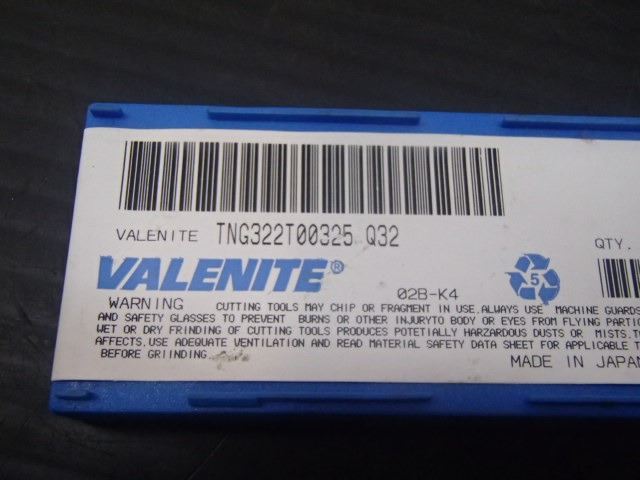 VALENITE TNG322T00325 Q32
QTY.
VALENITE®
5
02B-K4
WARNING CUTTING TOOLS MAY CHIP OR FRAGMENT IN USE.ALWAYS USE MACHINE GUARDS
AND SAFETY GLASSES TO PREVENT BURNS OR OTHER INJURYTO BODY OR EYES FROM FLYING
WET OR DRY FRINDING OF CUTTING TOOLS PRODUCES POTETIALLY HARZARDOUS DUSTS OR MISTS.
AFFECTS.USE ADEQUATE VENTILATION AND READ MATERIAL SAFETY DATA SHEET FOR APPLICABLE
BEFORE GRIINDING.
MADE IN JAPAN